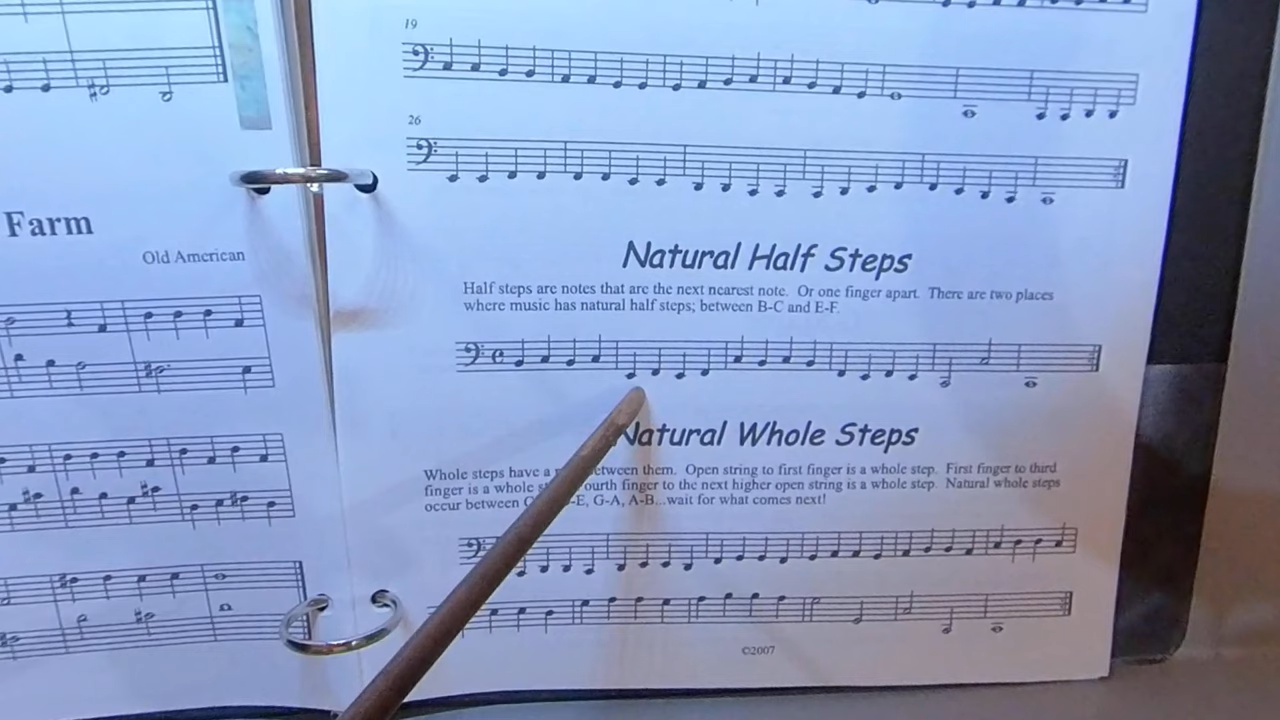 19
26
Farm
Old American
Natural Half Steps
Half steps are notes that are the next nearest note. Or one finger apart. There are two places
where music has natural half steps; between B-C and E-F.
Natural Whole Steps
Whole steps have a between them. Open string to first finger is a whole step. First finger to third
finger is a whole ourth finger to the next higher open string is a whole step. Natural whole steps
occur between -E, G-A, A-B...wait for what comes next!
©2007